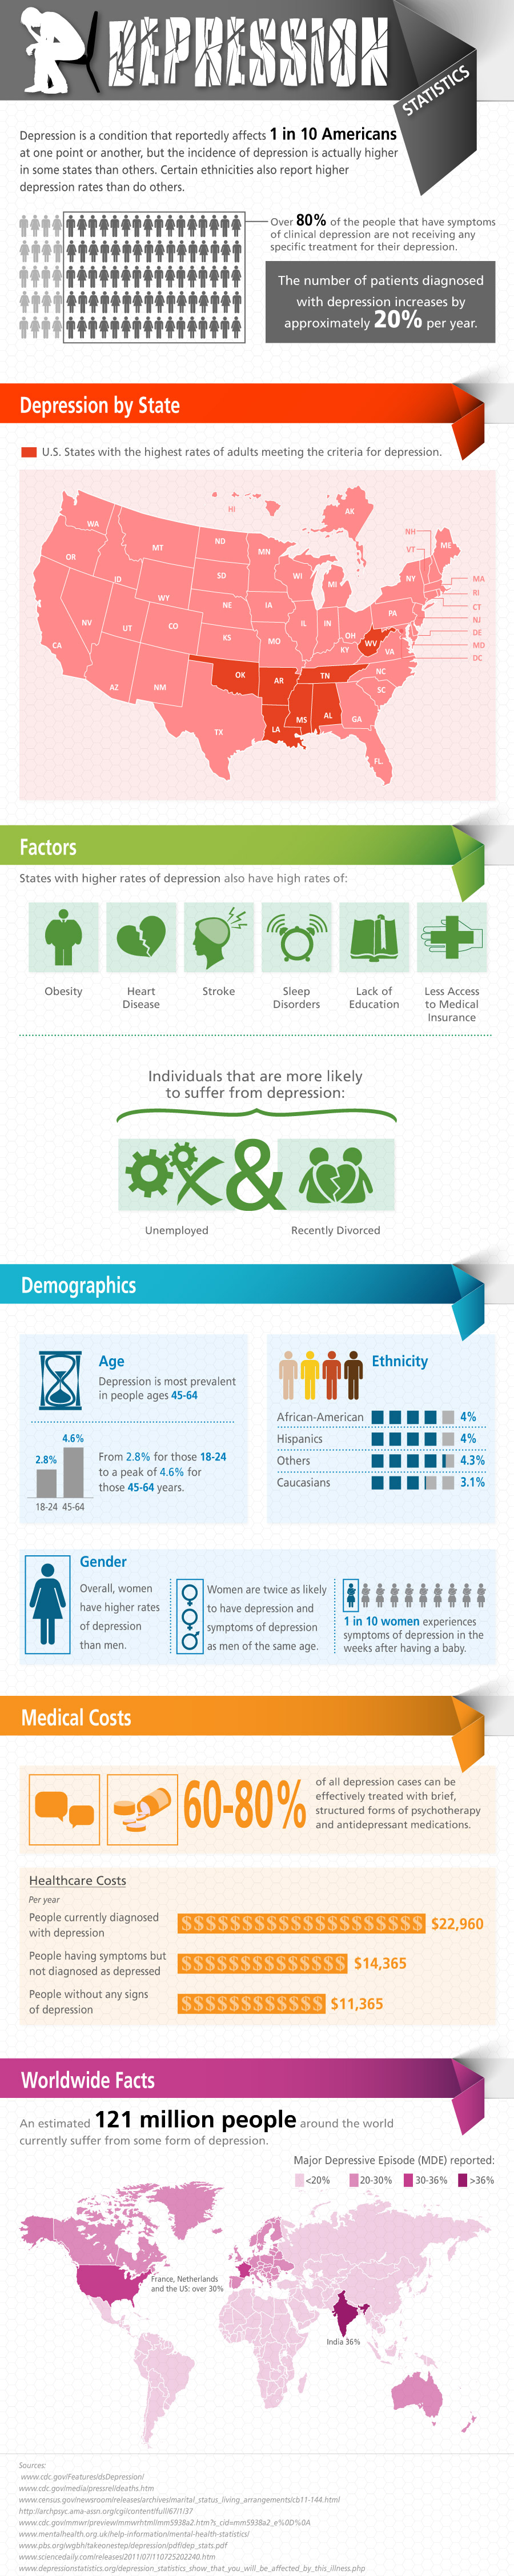 DEPRESSION
STATISTICS
Depression is a condition that reportedly affects 1 in 10 Americans
at one point or another, but the incidence of depression is actually higher
in some states than others. Certain ethnicities also report higher
depression rates than do others.
Over 80% of the people that have symptoms
of clinical depression are not receiving any
specific treatment for their depression.
The number of patients diagnosed
with depression increases by
approximately 20% per year.
Depression by State
U.S. States with the highest rates of adults meeting the criteria for depression.
HI
AK
WA
MT
ND
MN
NH
VT
ME
OR
ID
SD
WI
MI
NY
MA
RI
WY
NE
IA
PA
CT
NJ
NV
UT
CO
IL
IN
OH
DE
CA
KS
MO
KY
WV
VA
MD
DC
AZ
NM
OK
AR
TN
NC
SC
TX
LA
MS
AL
GA
FL
Factors
States with higher rates of depression also have high rates of:
Obesity
Heart
Disease
Stroke
Sleep
Disorders
Lack of
Education
Less Access
to Medical
Insurance
Individuals that are more likely
to suffer from depression:
&
Unemployed
Recently Divorced
Demographics
Age
Depression is most prevalent
in people ages 45-64
2.8%
4.6%
18-24 45-64
From 2.8% for those 18-24
to a peak of 4.6% for
those 45-64 years.
Ethnicity
African-American 4%
Hispanics 4%
Others 4.3%
Caucasians 3.1%
Gender
Overall, women
have higher rates
of depression
than men.
Women are twice as likely
to have depression and
symptoms of depression
as men of the same age.
1 in 10 women experiences
symptoms of depression in the
weeks after having a baby.
Medical Costs
60-80%
of all depression cases can be
effectively treated with brief,
structured forms of psychotherapy
and antidepressant medications.
Healthcare Costs
Per year
People currently diagnosed
with depression
$22,960
People having symptoms but
not diagnosed as depressed
$14,365
People without any signs
of depression
$11,365
Worldwide Facts
An estimated 121 million people around the world
currently suffer from some form of depression.
Major Depressive Episode (MDE) reported:
<20% 20-30% 30-36% >36%
France, Netherlands
and the US: over 30%
India 36%
Sources:
www.cdc.gov/Features/dsDepression/
www.cdc.gov/media/pressrel/deaths.htm
www.census.gov/newsroom/releases/archives/marital_status_living_arrangements/cb11-144.html
http://archpsyc.ama-assn.org/cgi/content/full/67/1/37
www.cdc.gov/mmwr/preview/mmwrhtml/mm5938a2.htm?s_cid=mm5938a2_e%0D%0A
www.mentalhealth.org.uk/help-information/mental-health-statistics/
www.pbs.org/wgbh/takeonestep/depression/pdf/dep_stats.pdf
www.sciencedaily.com/releases/2011/07/110725202240.htm
www.depressionstatistics.org/depression_statistics_show_that_you_will_be_affected_by_this_illness.php